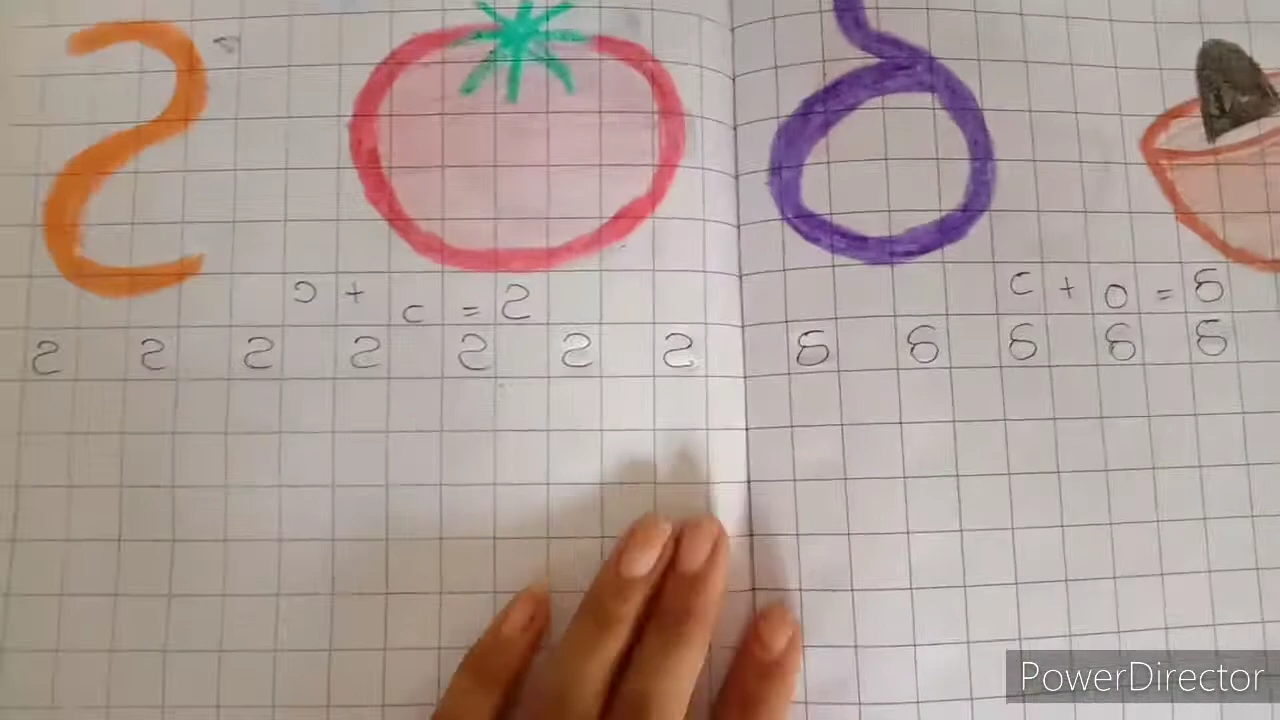 ટ
ɔ + c = ટ
ટ ટ ટ ટ ટ ટ ટ
ઠ
c + o = ઠ
ઠ ઠ ઠ ઠ ઠ
PowerDirector